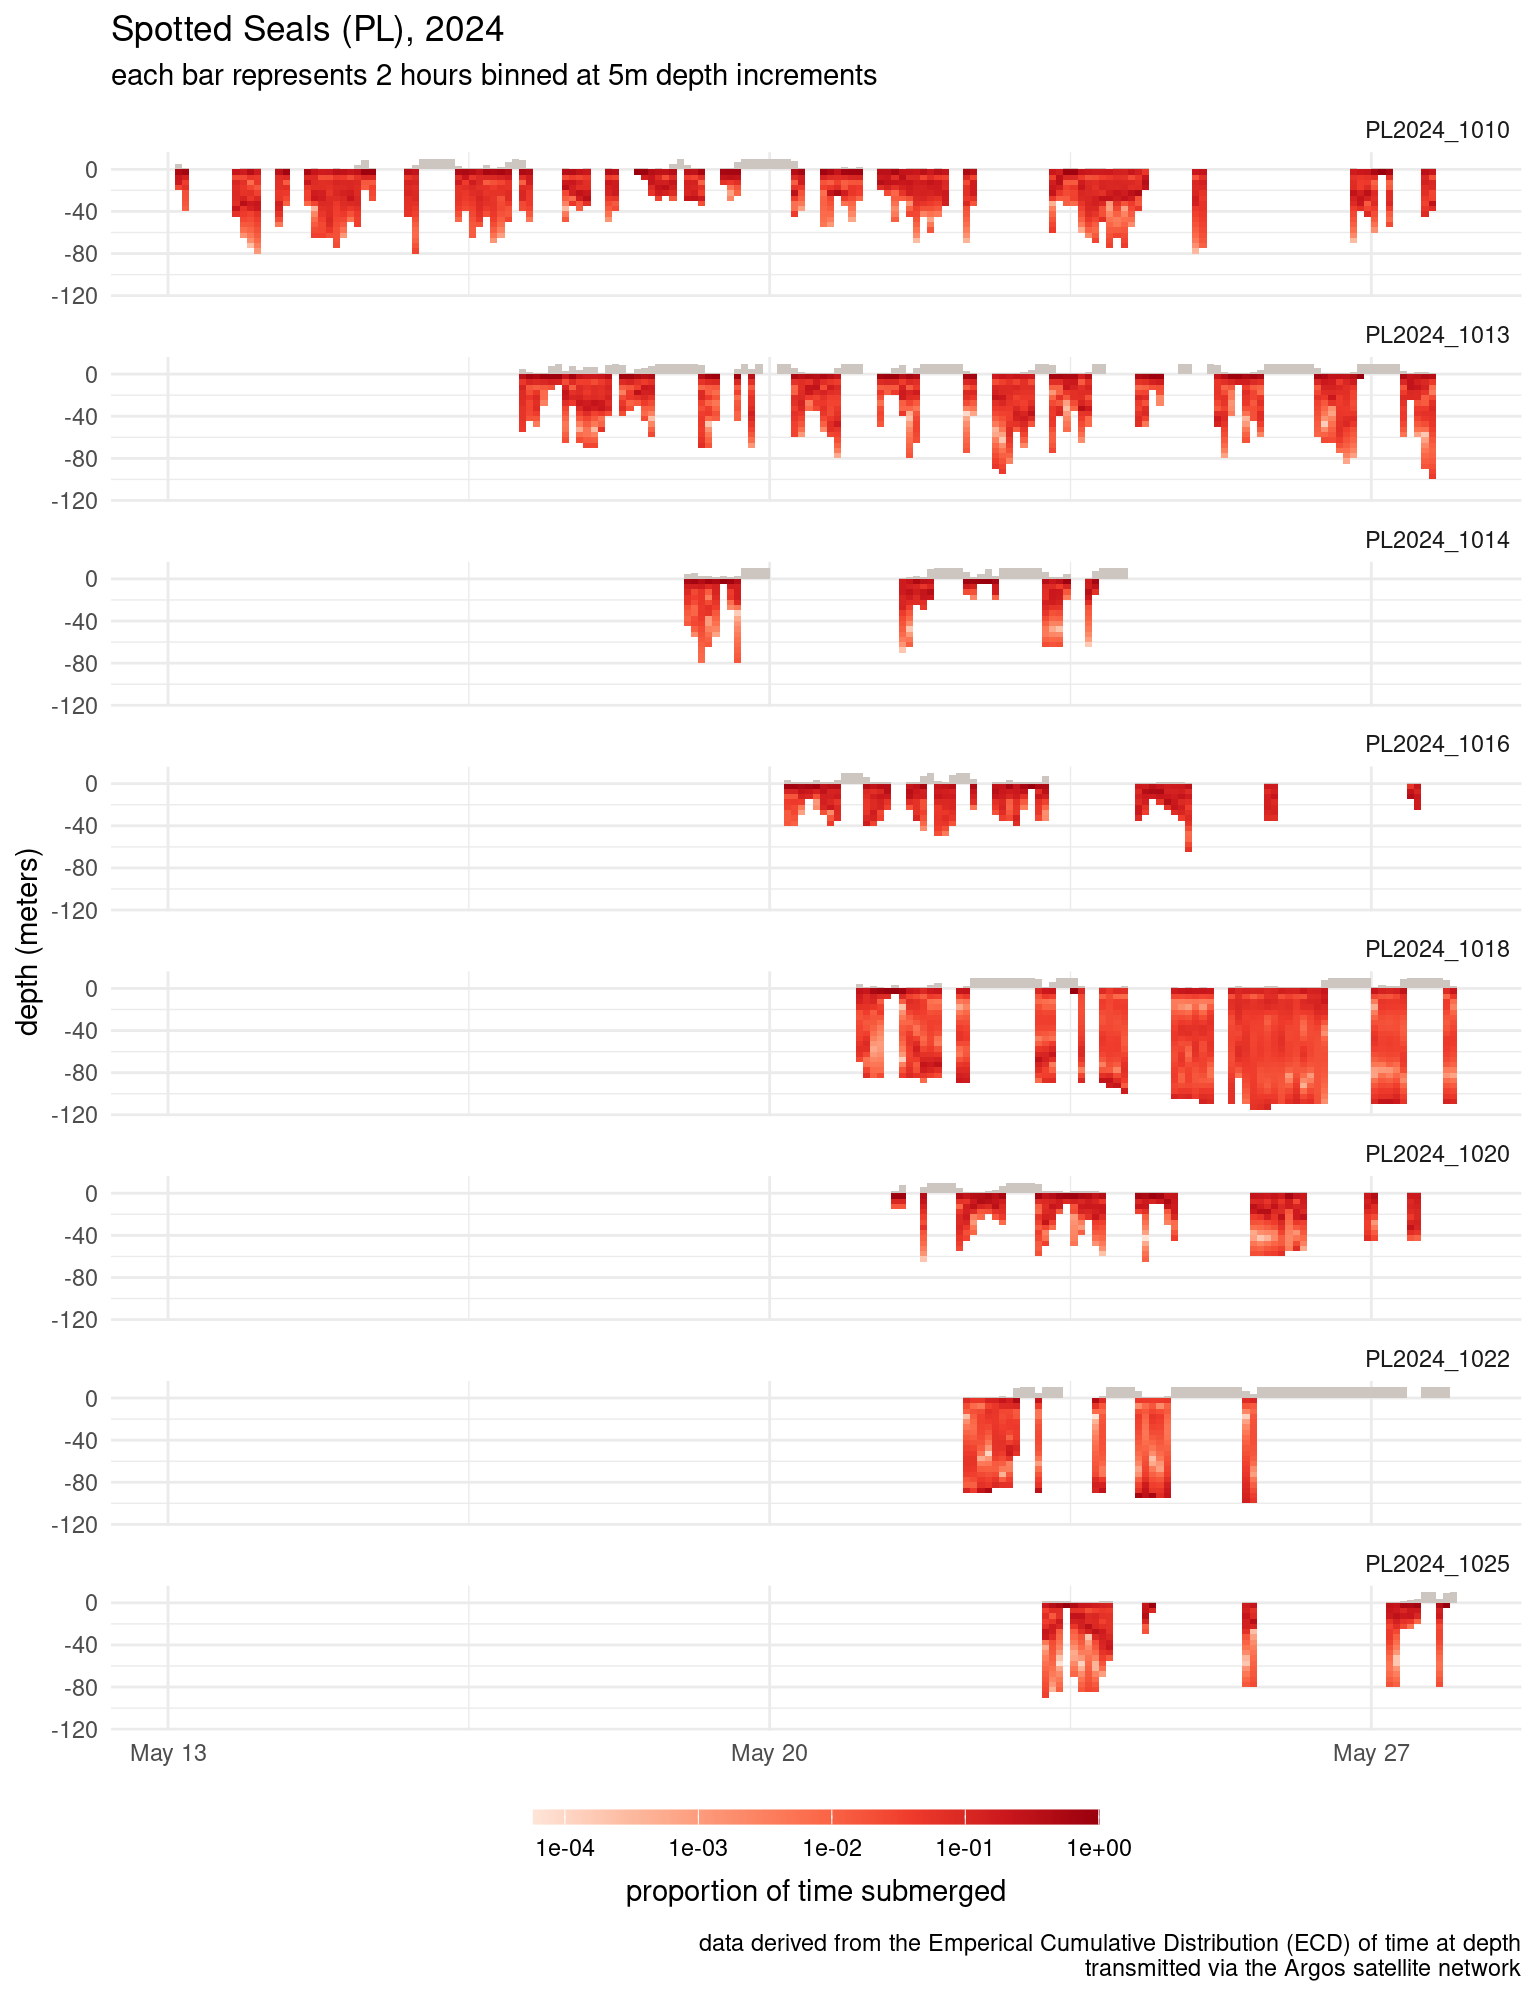 Spotted Seals (PL), 2024
each bar represents 2 hours binned at 5m depth increments
PL2024_1010
0
-40
-80
-120
PL2024_1013
0
-40
-80
-120
PL2024_1014
0
-40
-80
-120
PL2024_1016
0
-40
-80
-120
PL2024_1018
0
-40
-80
-120
PL2024_1020
0
-40
-80
-120
PL2024_1022
0
-40
-80
-120
PL2024_1025
0
-40
-80
-120
depth (meters)
May 13 May 20 May 27
1e-04 1e-03 1e-02 1e-01 1e+00
proportion of time submerged
data derived from the Emperical Cumulative Distribution (ECD) of time at depth
transmitted via the Argos satellite network